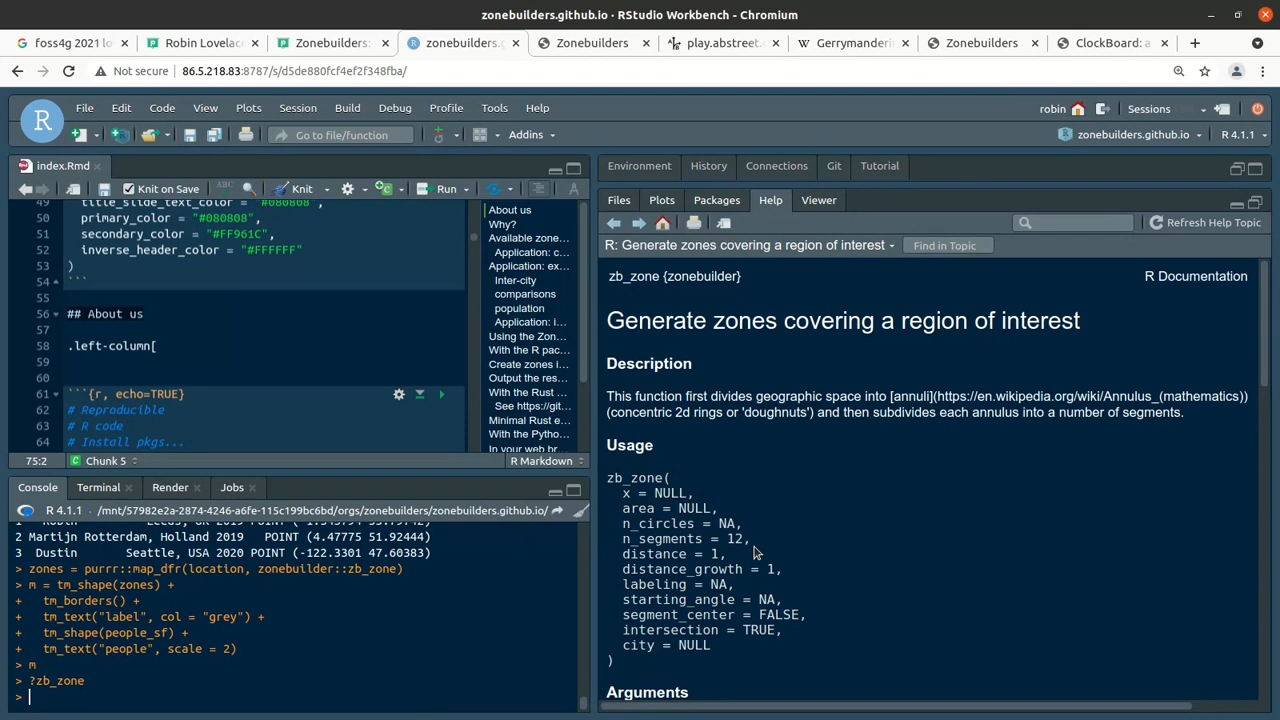 zonebuilders.github.io - RStudio Workbench - Chromium
foss4g 2021 lo
Robin Lovelace
Zonebuilders:
zonebuilders.g
Zonebuilders
play.abstreet.
Gerrymanderin
Zonebuilders
ClockBoard: a
Not secure
86.5.218.83:8787/s/d5de880fcf4ef2f348fba/
R
File Edit Code View Plots Session Build Debug Profile Tools Help
robin
Sessions
Go to file/function
Addins
zonebuilders.github.io
R 4.1.1
index.Rmd
Knit on Save
ABC
Knit
Run
49 title_slide_text_color = "#080808",
50 primary_color = "#080808",
51 secondary_color = "#FF961C",
52 inverse_header_color = "#FFFFFF"
53 )
54 ```
55
56 ## About us
57
58 .left-column[
59
60
61 ```{r, echo=TRUE}
62 # Reproducible
63 # R code
64 # Install pkgs...
75:2
Chunk 5
R Markdown
About us
Why?
Available zone...
Application: c...
Application: ex...
Inter-city
comparisons
population
Application: i...
Using the Zon...
With the R pac...
Create zones i...
Output the res...
With the Rust ...
See https://git...
Minimal Rust e...
With the Python...
In your web br...
Console Terminal Render Jobs
R 4.1.1 . /mnt/57982e2a-2874-4246-a6fe-115c199bc6bd/orgs/zonebuilders/zonebuilders.github.io/
2 Martijn Rotterdam, Holland 2019 POINT (4.4775 51.92444)
3 Dustin Seattle, USA 2020 POINT (-122.3301 47.60383)
> zones = purrr::map_dfr(location, zonebuilder::zb_zone)
> m = tm_shape(zones) +
+ tm_borders() +
+ tm_text("label", col = "grey") +
+ tm_shape(people_sf) +
+ tm_text("people", scale = 2)
> m
> ?zb_zone
>
Environment History Connections Git Tutorial
Files Plots Packages Help Viewer
Refresh Help Topic
R: Generate zones covering a region of interest
Find in Topic
zb_zone {zonebuilder}
R Documentation
Generate zones covering a region of interest
Description
This function first divides geographic space into [annuli](https://en.wikipedia.org/wiki/Annulus_(mathematics))
(concentric 2d rings or 'doughnuts') and then subdivides each annulus into a number of segments.
Usage
zb_zone(
x = NULL,
area = NULL,
n_circles = NA,
n_segments = 12,
distance = 1,
distance_growth = 1,
labeling = NA,
starting_angle = NA,
segment_center = FALSE,
intersection = TRUE,
city = NULL
)
Arguments